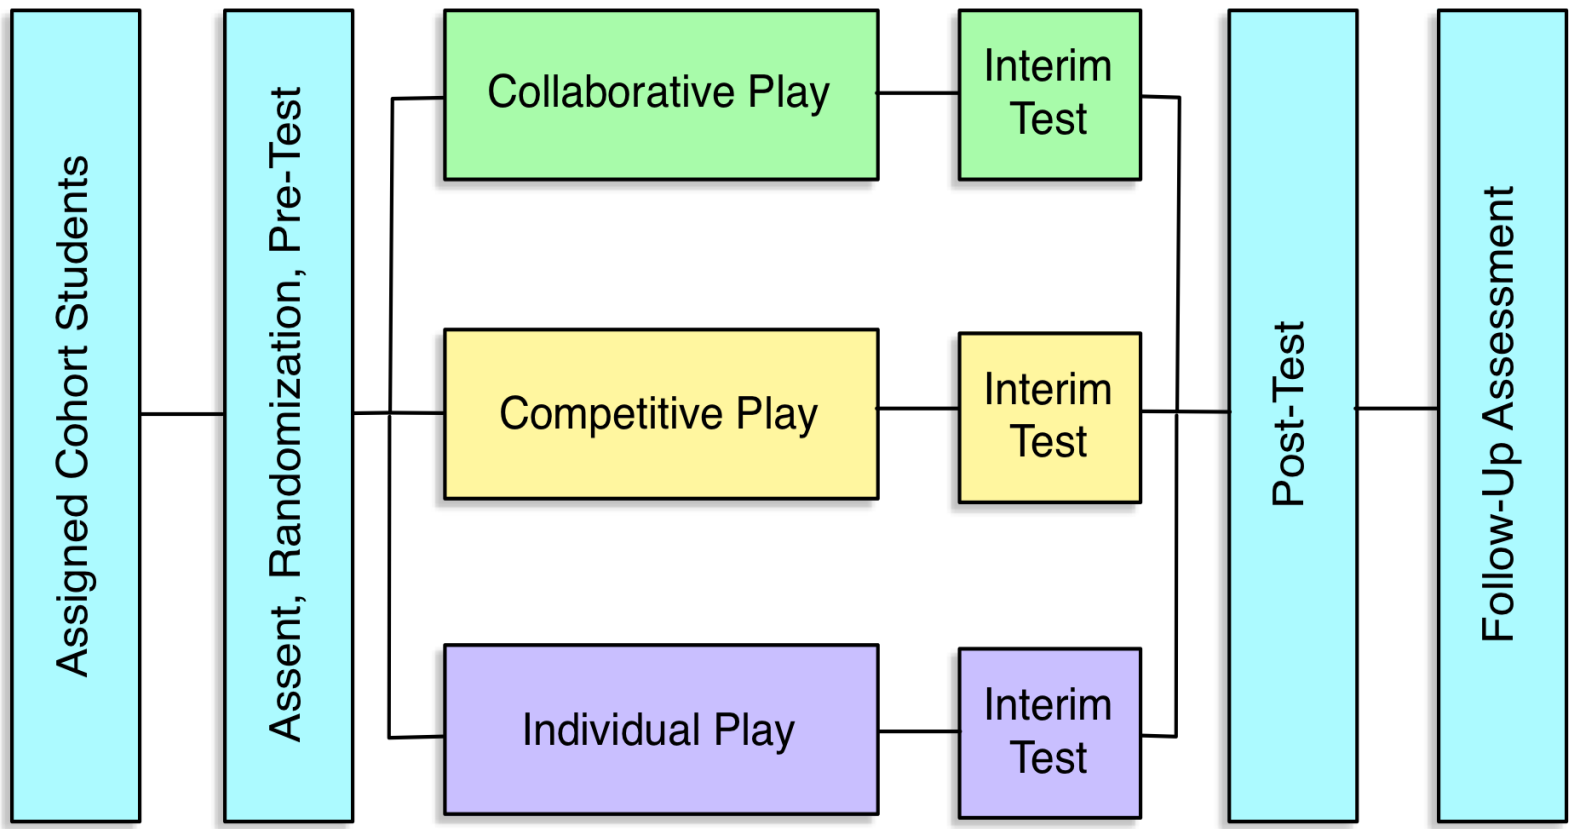 Assigned Cohort Students
Assent, Randomization, Pre-Test
Collaborative Play
Interim
Test
Competitive Play
Interim
Test
Individual Play
Interim
Test
Post-Test
Follow-Up Assessment